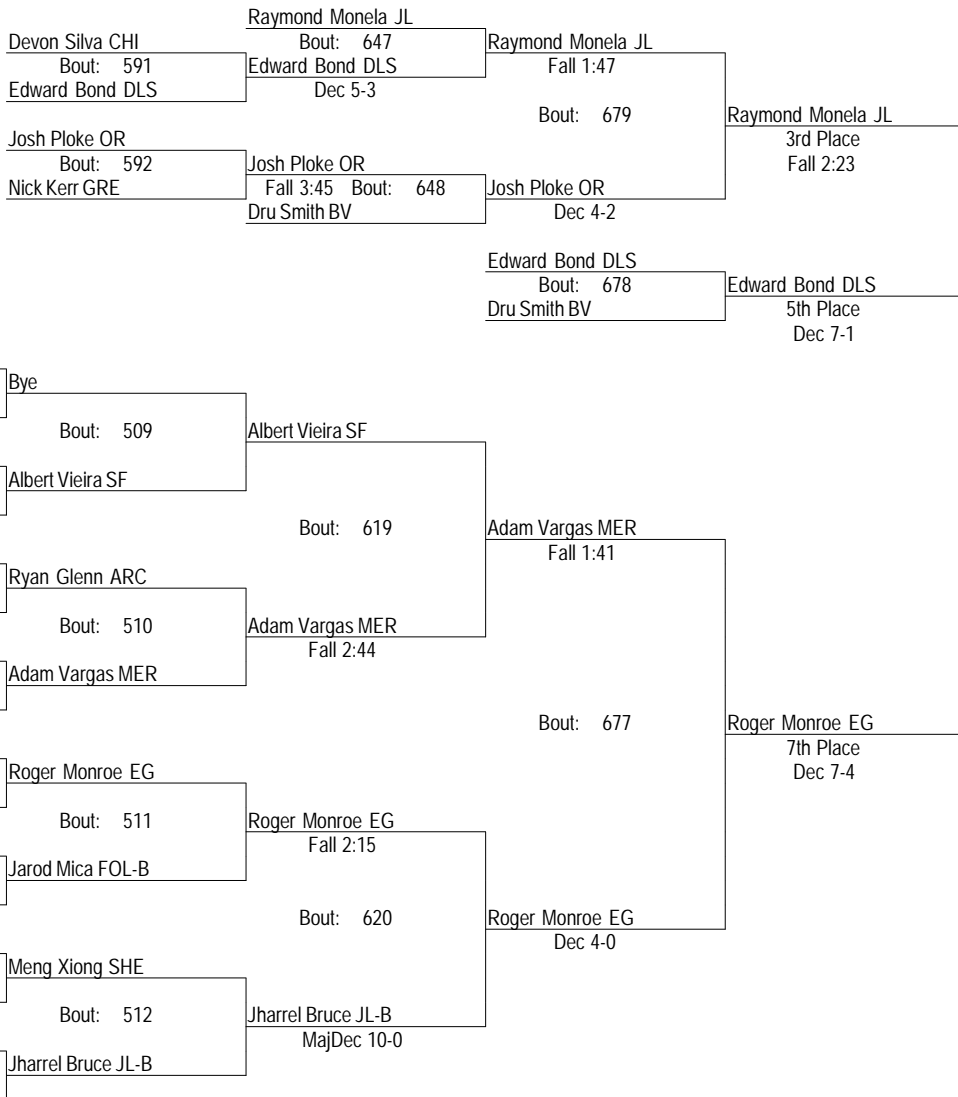 Raymond Monela JL
Devon Silva CHI
Bout: 647
Raymond Monela JL
Bout: 591
Edward Bond DLS
Fall 1:47
Edward Bond DLS
Dec 5-3
Bout: 679
Raymond Monela JL
Josh Ploke OR
3rd Place
Bout: 592
Josh Ploke OR
Fall 2:23
Nick Kerr GRE
Fall 3:45 Bout: 648
Josh Ploke OR
Dru Smith BV
Dec 4-2
Edward Bond DLS
Bout: 678
Edward Bond DLS
Dru Smith BV
5th Place
Dec 7-1
Bye
Bout: 509
Albert Vieira SF
Albert Vieira SF
Bout: 619
Adam Vargas MER
Fall 1:41
Ryan Glenn ARC
Bout: 510
Adam Vargas MER
Fall 2:44
Adam Vargas MER
Bout: 677
Roger Monroe EG
7th Place
Dec 7-4
Roger Monroe EG
Bout: 511
Roger Monroe EG
Fall 2:15
Jarod Mica FOL-B
Bout: 620
Roger Monroe EG
Dec 4-0
Meng Xiong SHE
Bout: 512
Jharrel Bruce JL-B
MajDec 10-0
Jharrel Bruce JL-B